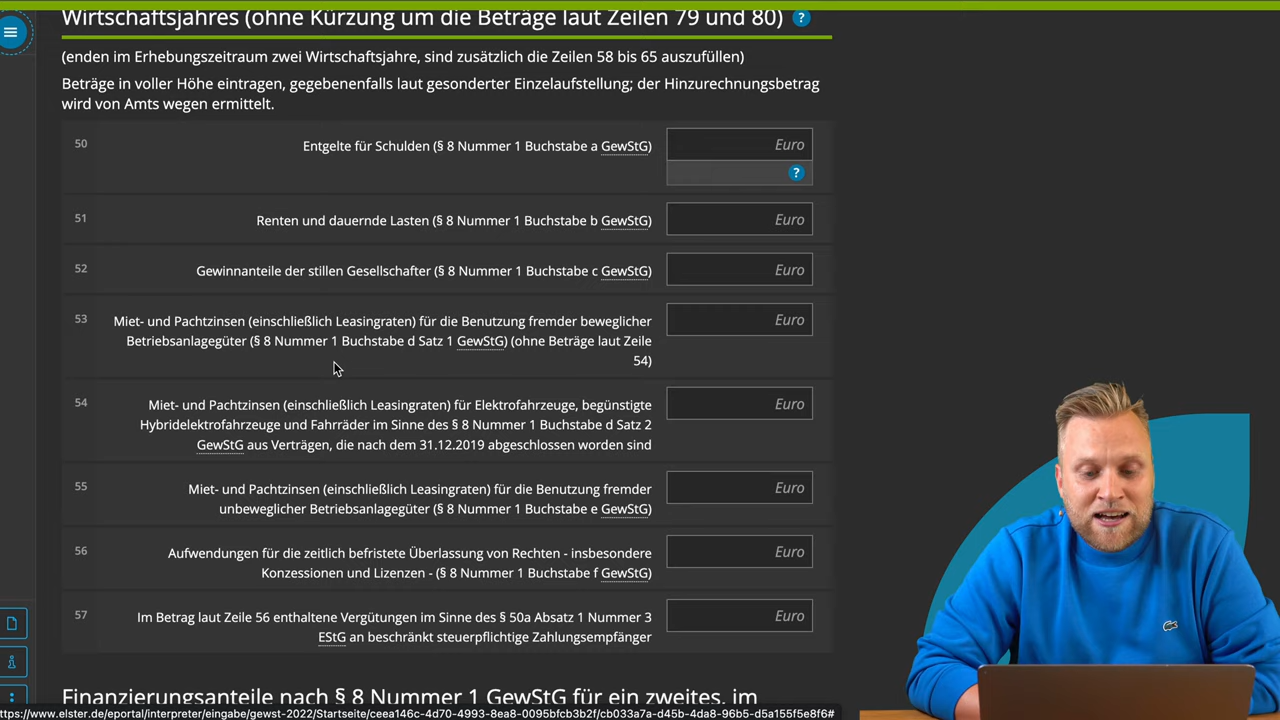 Wirtschaftsjahres (ohne Kürzung um die Beträge laut Zeilen 79 und 80) ?
(enden im Erhebungszeitraum zwei Wirtschaftsjahre, sind zusätzlich die Zeilen 58 bis 65 auszufüllen)
Beträge in voller Höhe eintragen, gegebenenfalls laut gesonderter Einzelaufstellung; der Hinzurechnungsbetrag
wird von Amts wegen ermittelt.
50 Entgelte für Schulden (§ 8 Nummer 1 Buchstabe a GewStG) Euro
?
51 Renten und dauernde Lasten (§ 8 Nummer 1 Buchstabe b GewStG) Euro
52 Gewinnanteile der stillen Gesellschafter (§ 8 Nummer 1 Buchstabe c GewStG) Euro
53 Miet- und Pachtzinsen (einschließlich Leasingraten) für die Benutzung fremder beweglicher Euro
Betriebsanlagegüter (§ 8 Nummer 1 Buchstabe d Satz 1 GewStG) (ohne Beträge laut Zeile
54)
54 Miet- und Pachtzinsen (einschließlich Leasingraten) für Elektrofahrzeuge, begünstigte Euro
Hybridelektrofahrzeuge und Fahrräder im Sinne des § 8 Nummer 1 Buchstabe d Satz 2
GewStG aus Verträgen, die nach dem 31.12.2019 abgeschlossen worden sind
55 Miet- und Pachtzinsen (einschließlich Leasingraten) für die Benutzung fremder Euro
unbeweglicher Betriebsanlagegüter (§ 8 Nummer 1 Buchstabe e GewStG)
56 Aufwendungen für die zeitlich befristete Überlassung von Rechten - insbesondere Euro
Konzessionen und Lizenzen - (§ 8 Nummer 1 Buchstabe f GewStG)
57 Im Betrag laut Zeile 56 enthaltene Vergütungen im Sinne des § 50a Absatz 1 Nummer 3 Euro
EStG an beschränkt steuerpflichtige Zahlungsempfänger
Finanzierungsanteile nach § 8 Nummer 1 GewStG für ein zweites, im
https://www.elster.de/eportal/interpreter/eingabe/gewst-2022/Startseite/ceea146c-4d70-4993-8ea8-0095bfcb3b2f/cb033a7a-d45b-4da8-96b5-d5a155f5e8f6#